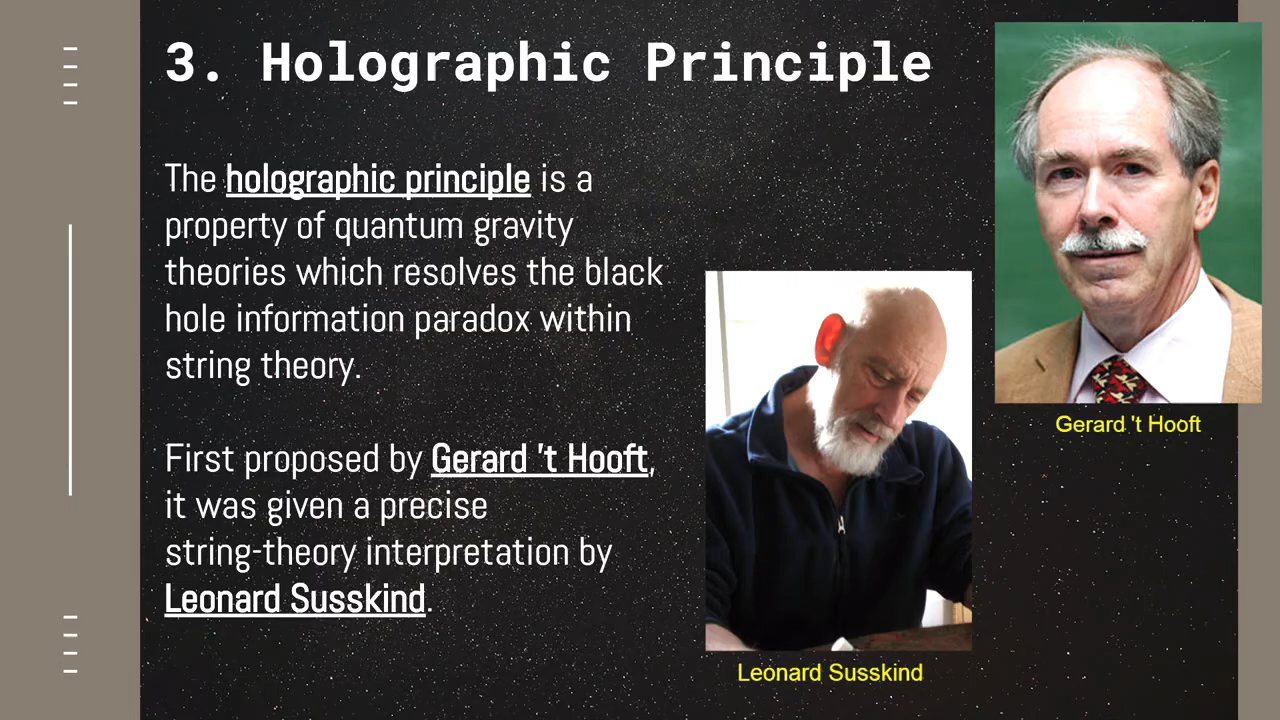 3. Holographic Principle
The holographic principle is a
property of quantum gravity
theories which resolves the black
hole information paradox within
string theory.
First proposed by Gerard 't Hooft,
it was given a precise
string-theory interpretation by
Leonard Susskind.
Gerard 't Hooft
Leonard Susskind